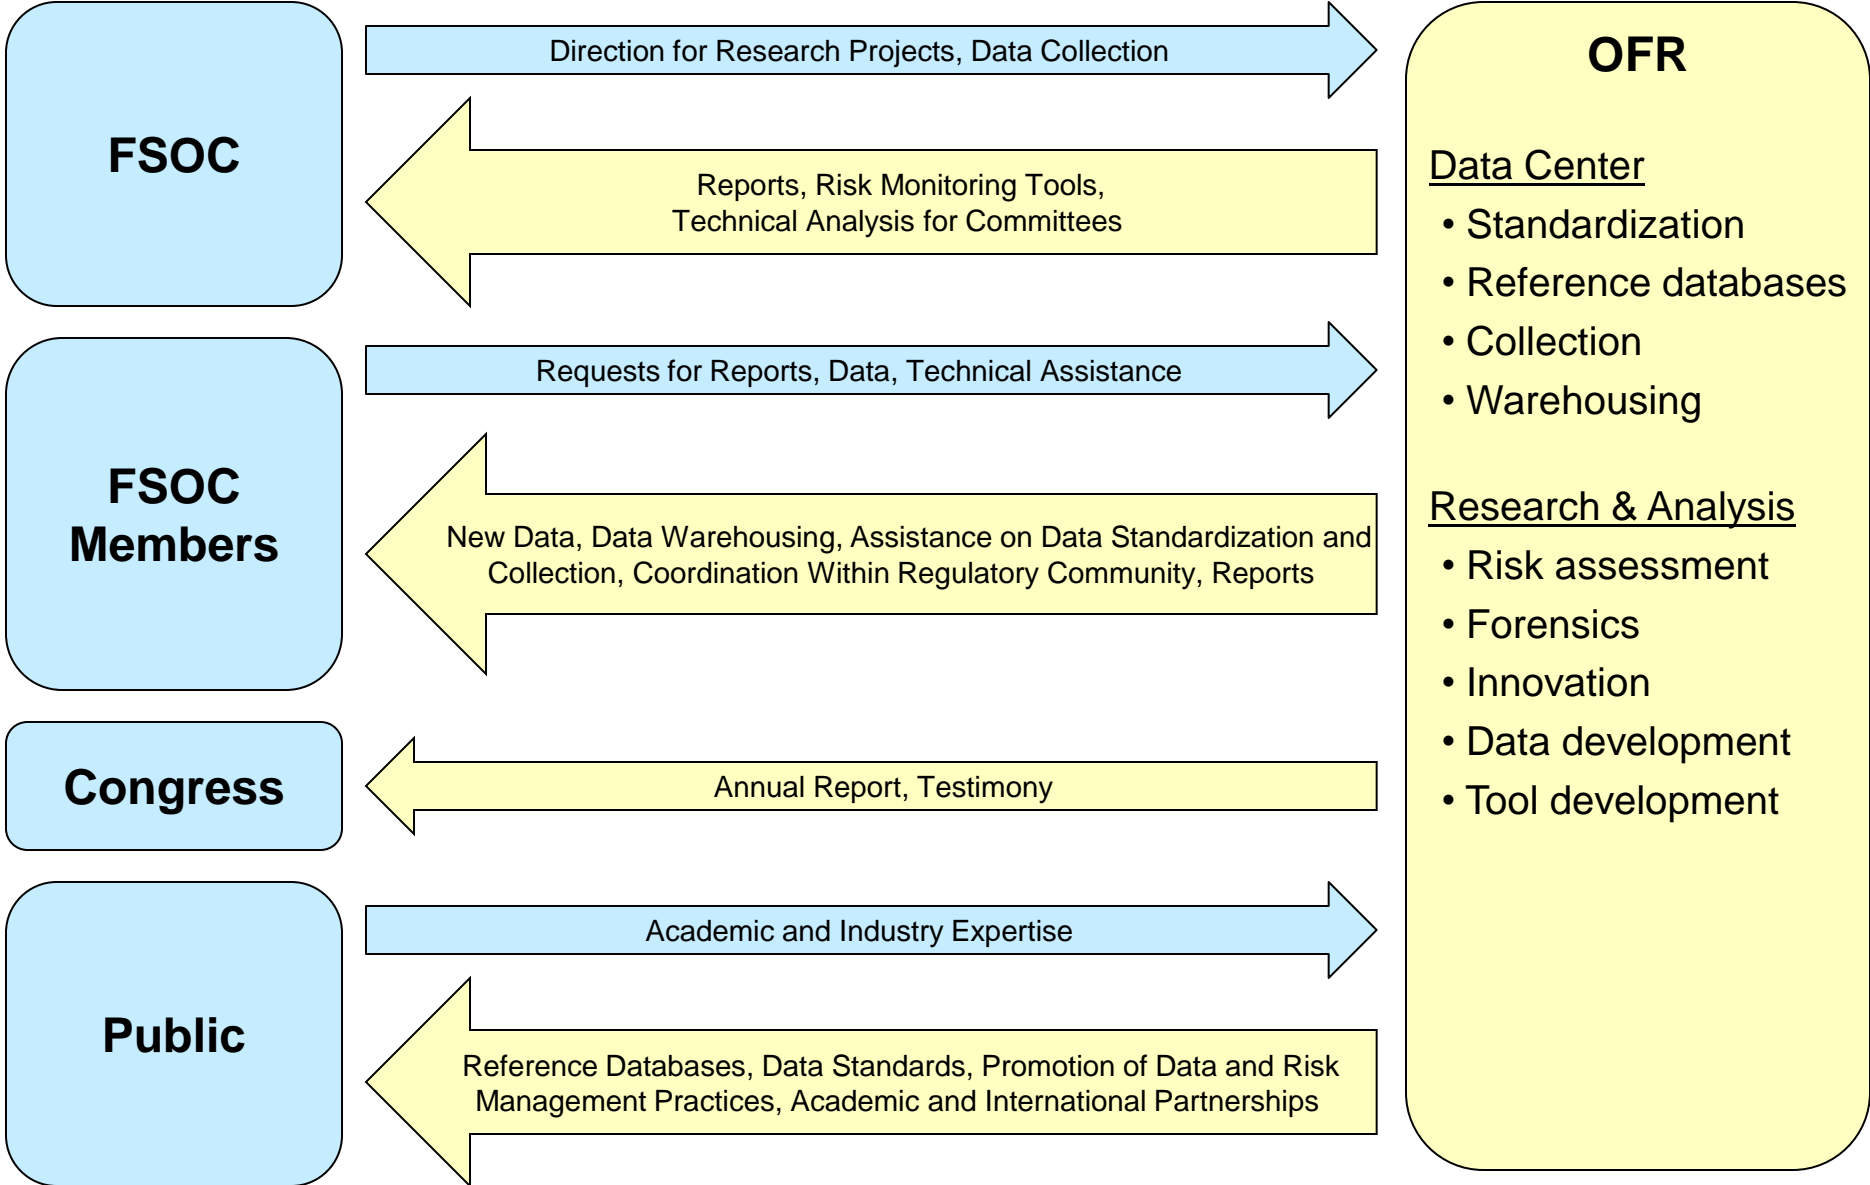 FSOC
Direction for Research Projects, Data Collection
Reports, Risk Monitoring Tools,
Technical Analysis for Committees
FSOC
Members
Requests for Reports, Data, Technical Assistance
New Data, Data Warehousing, Assistance on Data Standardization and
Collection, Coordination Within Regulatory Community, Reports
Congress
Annual Report, Testimony
Public
Academic and Industry Expertise
Reference Databases, Data Standards, Promotion of Data and Risk
Management Practices, Academic and International Partnerships
OFR
Data Center
• Standardization
• Reference databases
• Collection
• Warehousing
Research & Analysis
• Risk assessment
• Forensics
• Innovation
• Data development
• Tool development